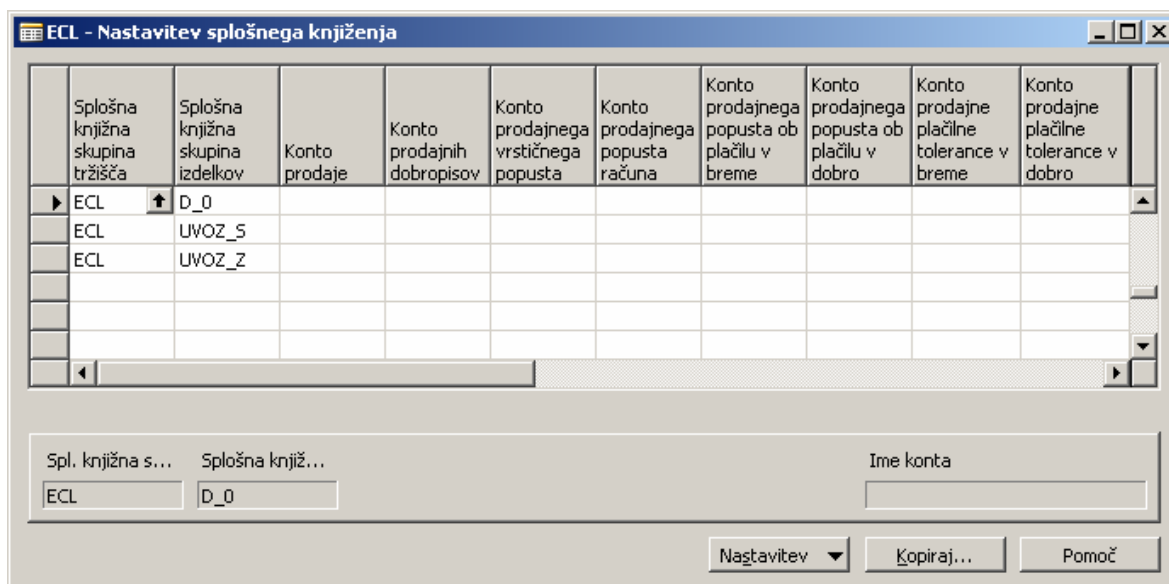 ECL - Nastavitev splošnega knjiženja
Splošna knjižna skupina tržišča
Splošna knjižna skupina izdelkov
Konto prodaje
Konto prodajnih dobropisov
Konto prodajnega vrstičnega popusta
Konto prodajnega popusta računa
Konto prodajnega popusta ob plačilu v breme
Konto prodajnega popusta ob plačilu v dobro
Konto prodajne plačilne tolerance v breme
Konto prodajne plačilne tolerance v dobro
ECL D_0
ECL UVOZ_S
ECL UVOZ_Z
Spl. knjižna s... Splošna knjiž... Ime konta
ECL D_0
Nastavitev Kopiraj... Pomoč